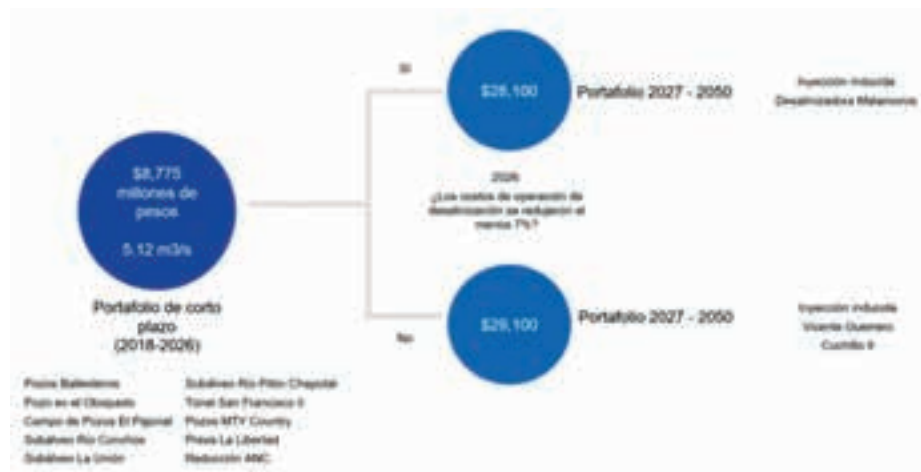 Sí
$28,100
Portafolio 2027 - 2050
Inyección inducida
Desalinizadora Matamoros
$8,775
millones de
pesos
5.12 m3/s
2026
¿Los costos de operación de
desalinización se redujeron al
menos 7%?
Portafolio de corto
plazo
(2018-2026)
No
$29,100
Portafolio 2027 - 2050
Inyección inducida
Vicente Guerrero
Cuchillo II
Pozos Ballesteros
Pozo en el Obispado
Campo de Pozos El Pajonal
Subálveo Río Conchos
Subálveo La Unión
Subálveo Río Pilón Chapotal
Túnel San Francisco II
Pozos MTY Country
Presa La Libertad
Reducción ANC